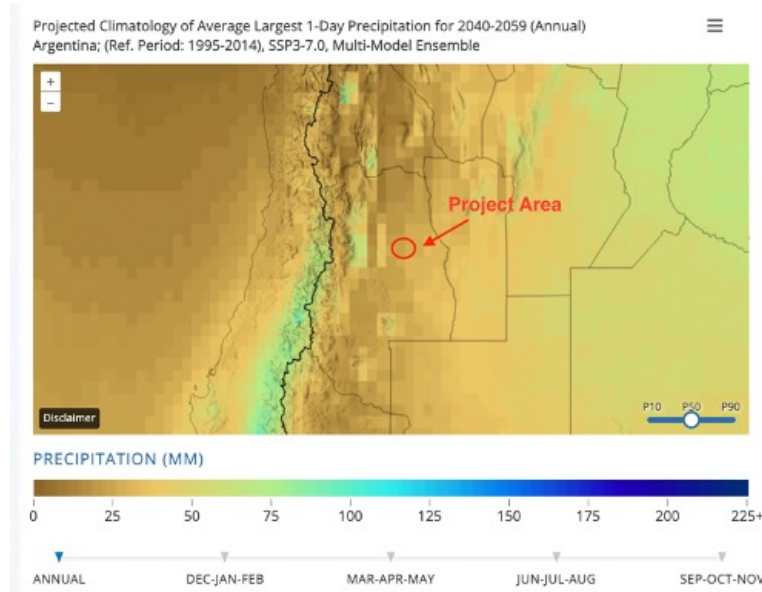 Projected Climatology of Average Largest 1-Day Precipitation for 2040-2059 (Annual)
Argentina; (Ref. Period: 1995-2014), SSP3-7.0, Multi-Model Ensemble
+
−
Project Area
P10 P50 P90
Disclaimer
PRECIPITATION (MM)
0 25 50 75 100 125 150 175 200 225+
ANNUAL DEC-JAN-FEB MAR-APR-MAY JUN-JUL-AUG SEP-OCT-NOV